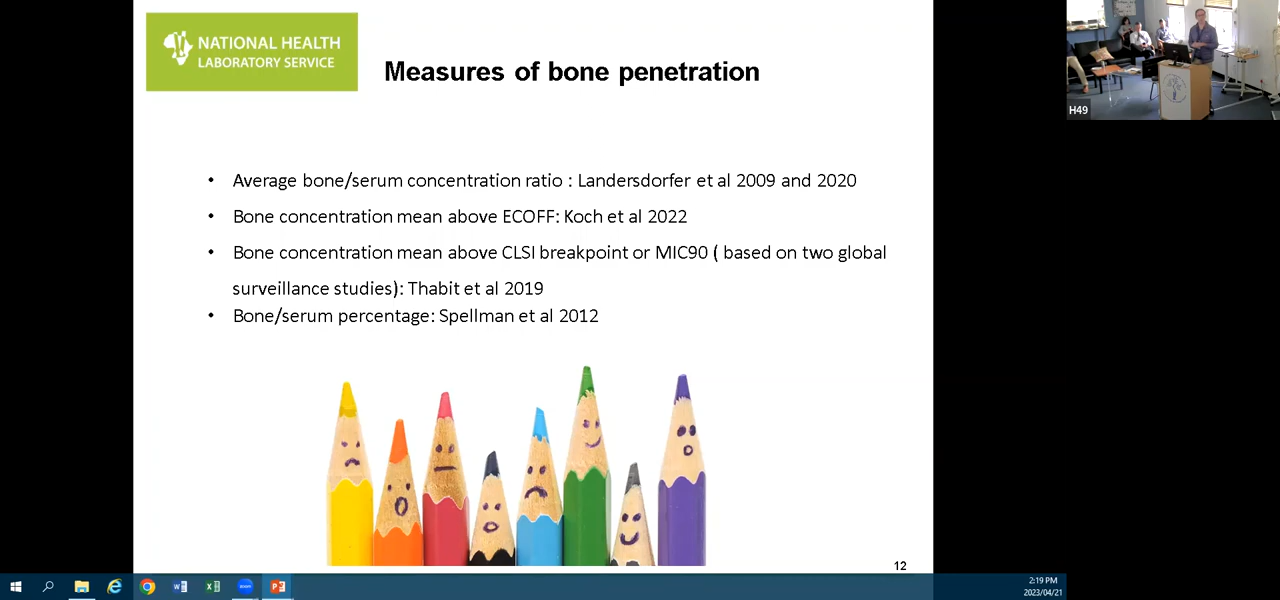 NATIONAL HEALTH
LABORATORY SERVICE
Measures of bone penetration
• Average bone/serum concentration ratio : Landersdorfer et al 2009 and 2020
• Bone concentration mean above ECOFF: Koch et al 2022
• Bone concentration mean above CLSI breakpoint or MIC90 ( based on two global
surveillance studies): Thabit et al 2019
• Bone/serum percentage: Spellman et al 2012
12
H49
2:19 PM
2023/04/21